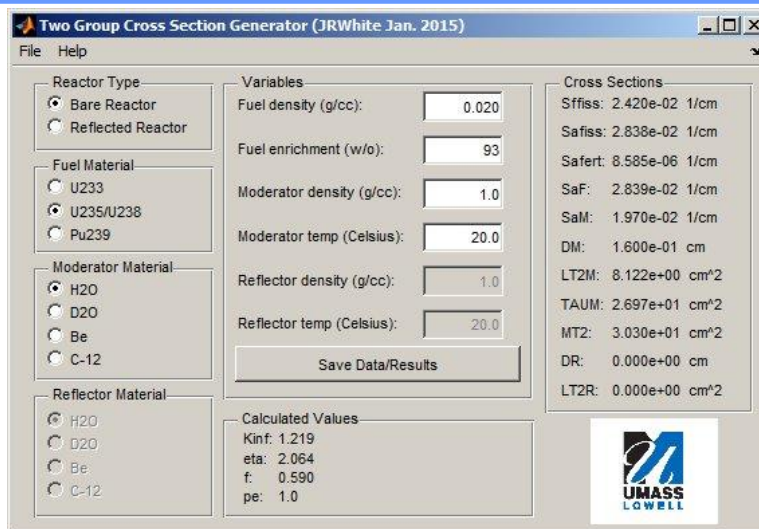 Two Group Cross Section Generator (JRWhite Jan. 2015)
File Help
Reactor Type
Bare Reactor
Reflected Reactor
Fuel Material
U233
U235/U238
Pu239
Moderator Material
H2O
D2O
Be
C-12
Reflector Material
H2O
D2O
Be
C-12
Variables
Fuel density (g/cc): 0.020
Fuel enrichment (w/o): 93
Moderator density (g/cc): 1.0
Moderator temp (Celsius): 20.0
Reflector density (g/cc): 1.0
Reflector temp (Celsius): 20.0
Save Data/Results
Calculated Values
Kinf: 1.219
eta: 2.064
f: 0.590
pe: 1.0
Cross Sections
Sffiss: 2.420e-02 1/cm
Safiss: 2.838e-02 1/cm
Safert: 8.585e-06 1/cm
SaF: 2.839e-02 1/cm
SaM: 1.970e-02 1/cm
DM: 1.600e-01 cm
LT2M: 8.122e+00 cm^2
TAUM: 2.697e+01 cm^2
MT2: 3.030e+01 cm^2
DR: 0.000e+00 cm
LT2R: 0.000e+00 cm^2
UMASS
LOWELL